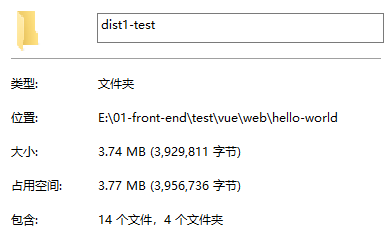 dist1-test
类型: 文件夹
位置: E:\01-front-end\test\vue\web\hello-world
大小: 3.74 MB (3,929,811 字节)
占用空间: 3.77 MB (3,956,736 字节)
包含: 14 个文件，4 个文件夹